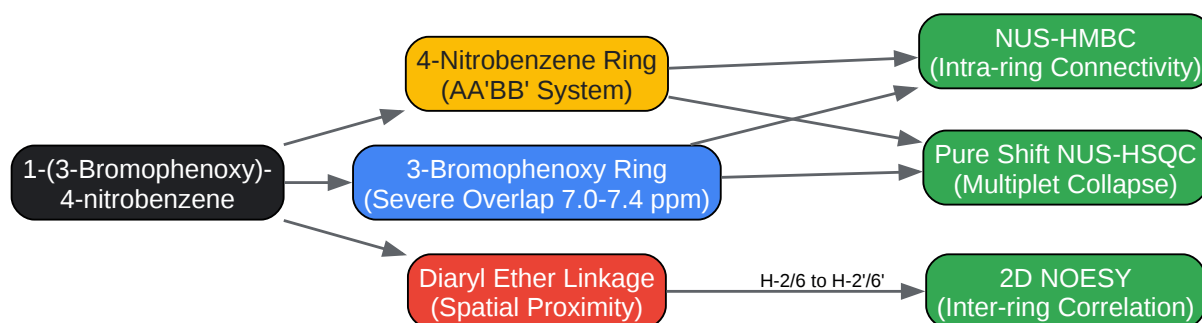 1-(3-Bromophenoxy)-
4-nitrobenzene
4-Nitrobenzene Ring
(AA'BB' System)
3-Bromophenoxy Ring
(Severe Overlap 7.0-7.4 ppm)
Diaryl Ether Linkage
(Spatial Proximity)
H-2/6 to H-2'/6'
NUS-HMBC
(Intra-ring Connectivity)
Pure Shift NUS-HSQC
(Multiplet Collapse)
2D NOESY
(Inter-ring Correlation)